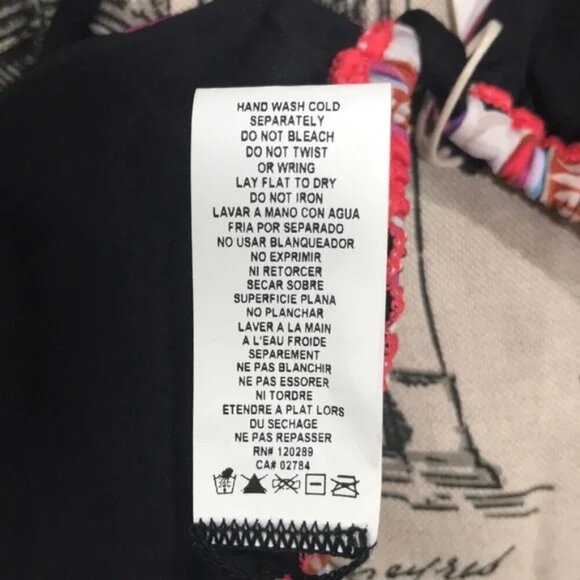 HAND WASH COLD
SEPARATELY
DO NOT BLEACH
DO NOT TWIST
OR WRING
LAY FLAT TO DRY
DO NOT IRON
LAVAR A MANO CON AGUA
FRIA POR SEPARADO
NO USAR BLANQUEADOR
NO EXPRIMIR
NI RETORCER
SECAR SOBRE
SUPERFICIE PLANA
NO PLANCHAR
LAVER A LA MAIN
A L'EAU FROIDE
SEPAREMENT
NE PAS BLANCHIR
NE PAS ESSORER
NI TORDRE
ETENDRE A PLAT LORS
DU SECHAGE
NE PAS REPASSER
RN# 120289
CA# 02784